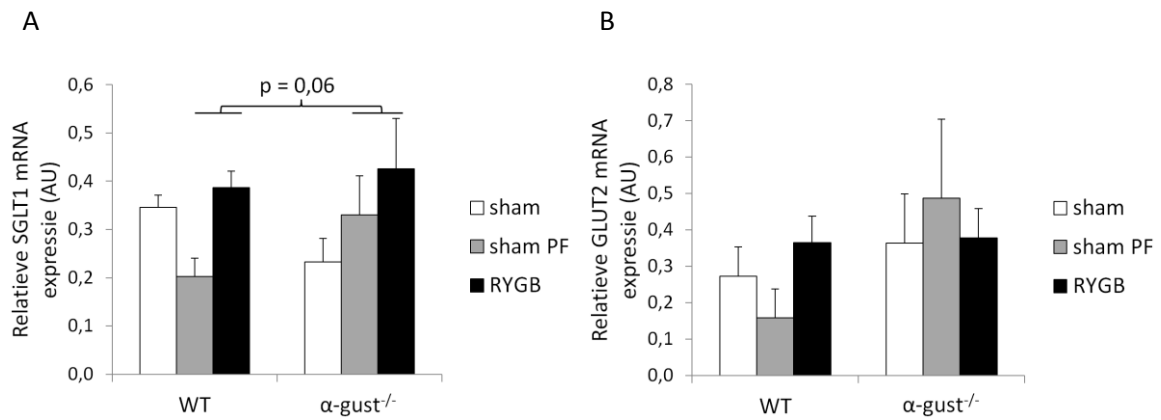 A
Relatieve SGLT1 mRNA
expressie (AU)
0,6
0,5
0,4
0,3
0,2
0,1
0,0
p = 0,06
WT
α-gust-/-
sham
sham PF
RYGB
B
Relatieve GLUT2 mRNA
expressie (AU)
0,8
0,7
0,6
0,5
0,4
0,3
0,2
0,1
0,0
WT
α-gust-/-
sham
sham PF
RYGB